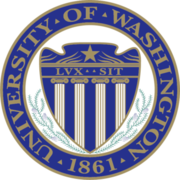 UNIVERSITY OF WASHINGTON
LVX · · SIT
· 1861 ·